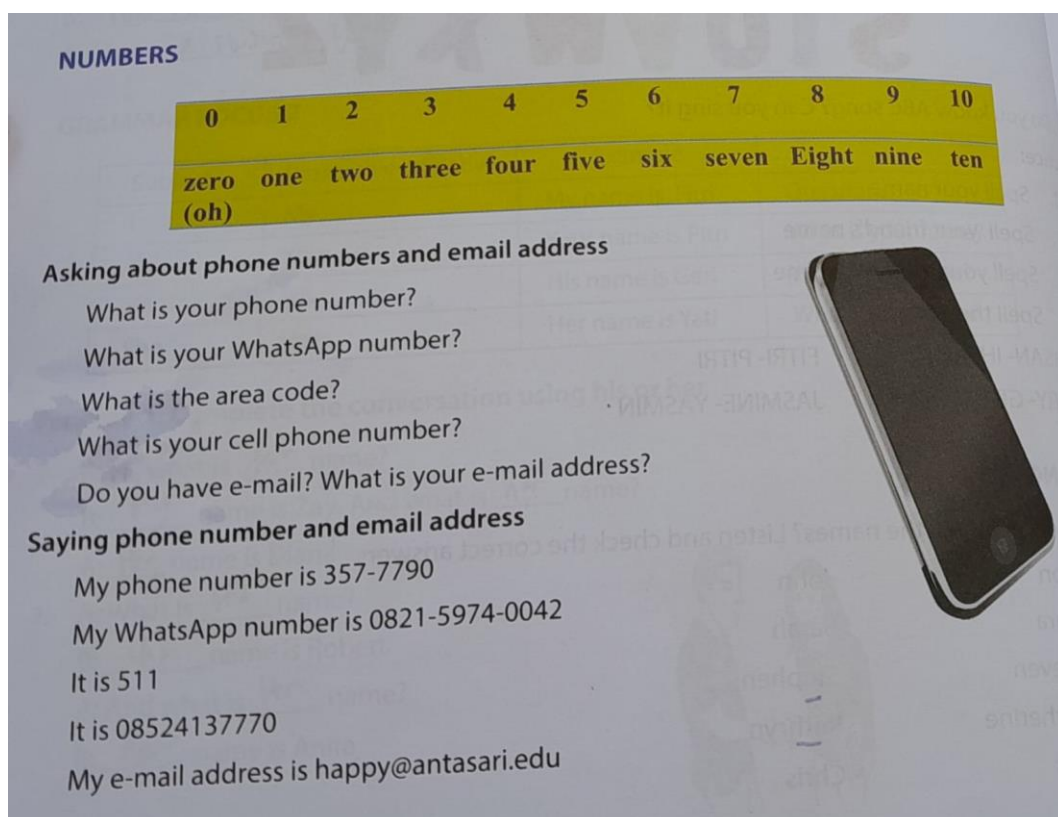 NUMBERS
0 1 2 3 4 5 6 7 8 9 10
zero one two three four five six seven Eight nine ten
(oh)
Asking about phone numbers and email address
What is your phone number?
What is your WhatsApp number?
What is the area code?
What is your cell phone number?
Do you have e-mail? What is your e-mail address?
Saying phone number and email address
My phone number is 357-7790
My WhatsApp number is 0821-5974-0042
It is 511
It is 08524137770
My e-mail address is happy@antasari.edu